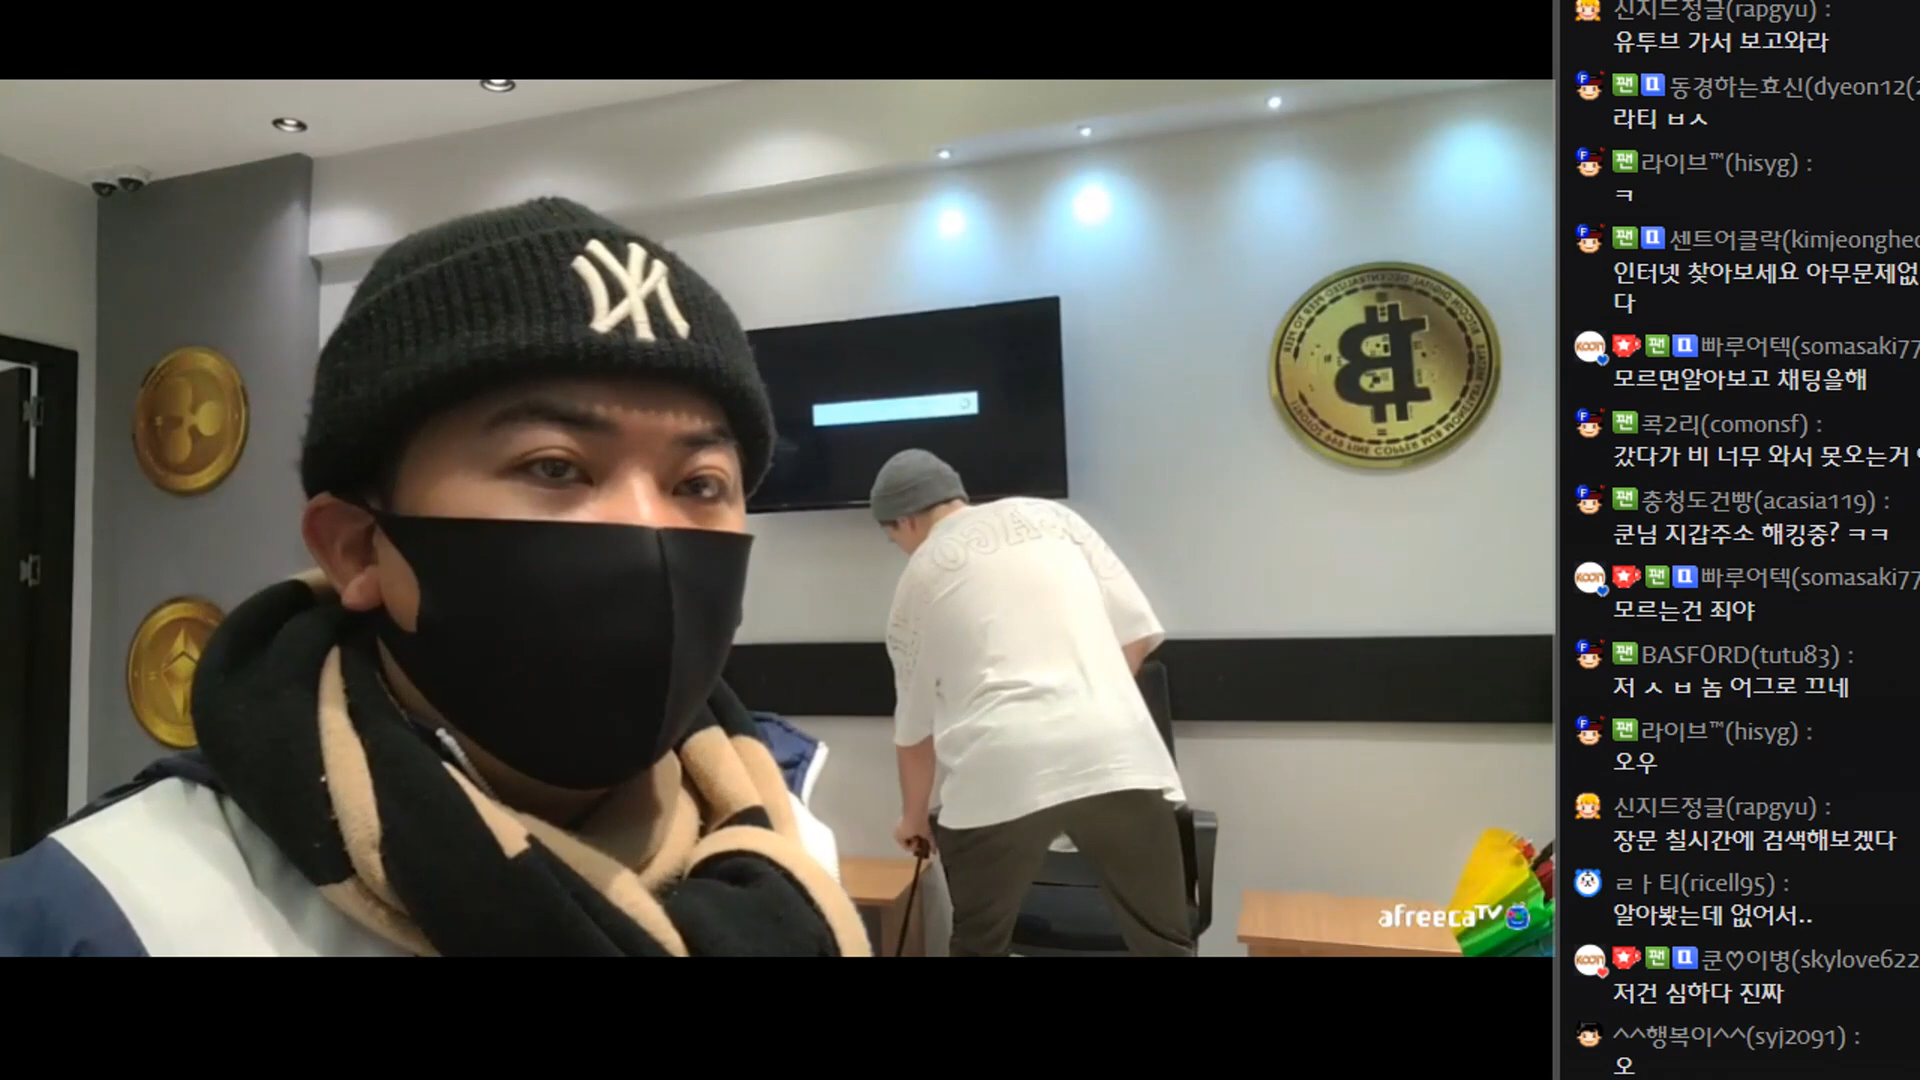 신지드정글(rapgyu) :
유투브 가서 보고와라
팬 동경하는효신(dyeon12(2
라티 ㅂㅅ
팬 라이브™(hisyg) :
ㅋ
팬 센트어클락(kimjeongheo
인터넷 찾아보세요 아무문제없
다
KOON 팬 빠루어텍(somasaki77
모르면알아보고 채팅을해
팬 콕2리(comonsf) :
갔다가 비 너무 와서 못오는거
팬 충청도건빵(acasia119) :
쿤님 지갑주소 해킹중? ㅋㅋ
KOON 팬 빠루어텍(somasaki77
모르는건 죄야
팬 BASFORD(tutu83) :
저 ㅅ ㅂ 놈 어그로 끄네
팬 라이브™(hisyg) :
오우
신지드정글(rapgyu) :
장문 칠시간에 검색해보겠다
ㄹㅏ티(ricell95) :
알아봣는데 없어서..
KOON 팬 쿤♡이병(skylove622
저건 심하다 진짜
^^행복이^^(syj2091) :
오
NY
afreecaTV